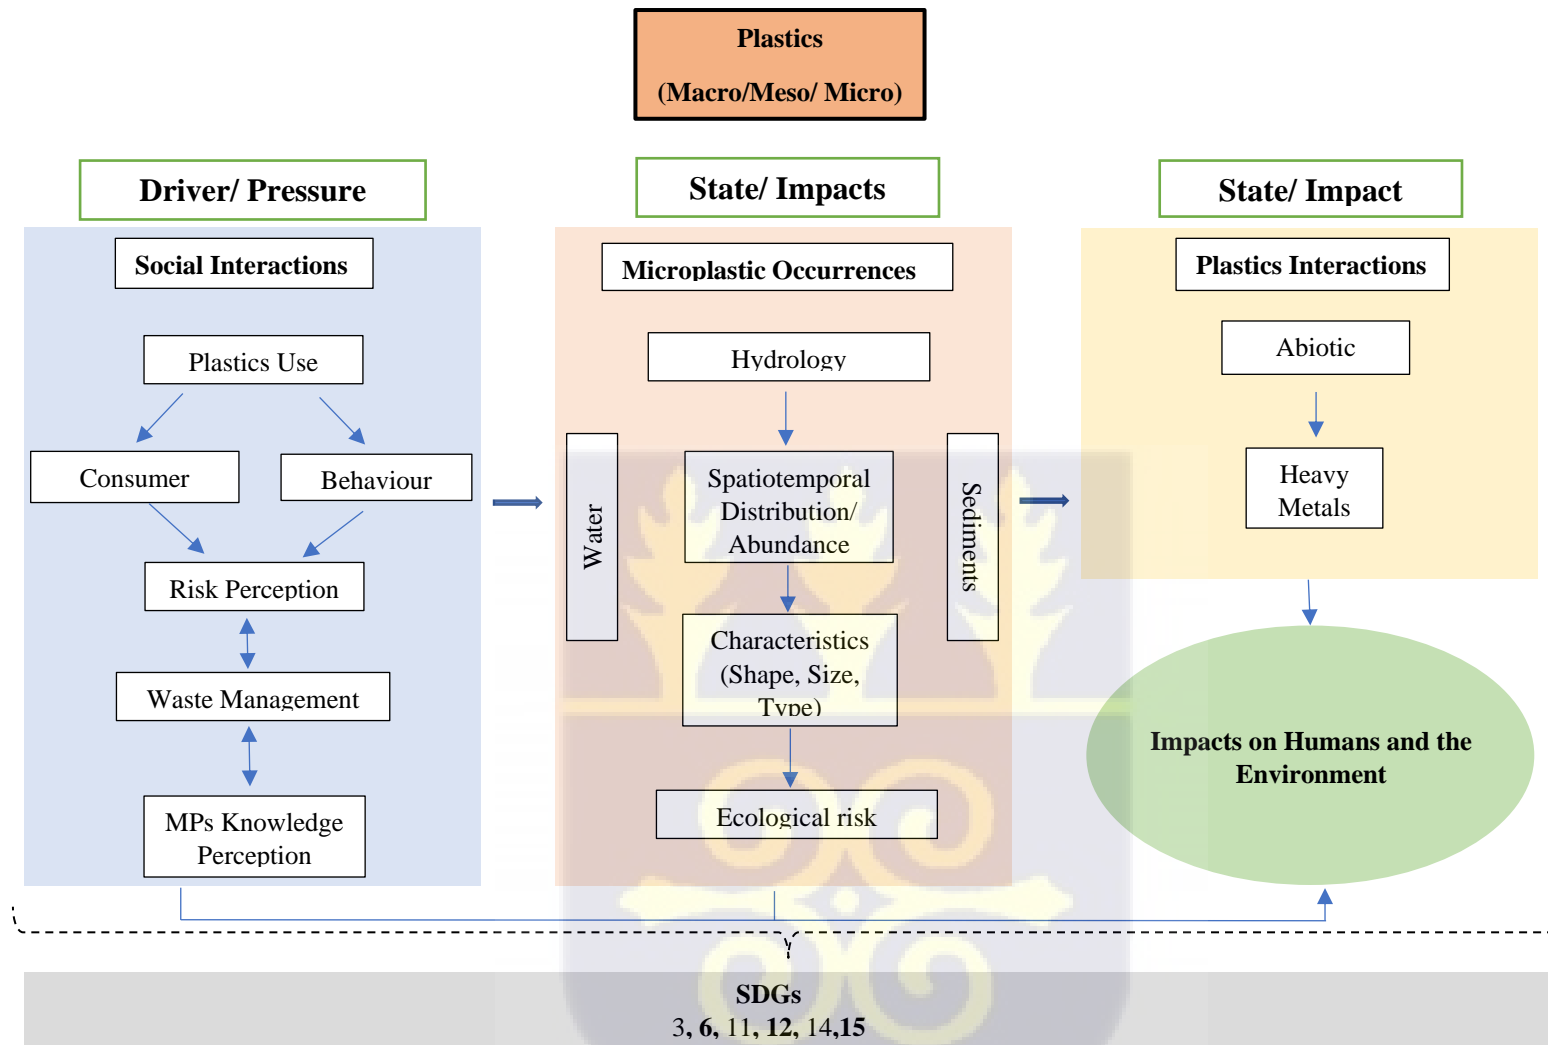 Plastics
(Macro/Meso/ Micro)
Driver/ Pressure
State/ Impacts
State/ Impact
Social Interactions
Plastics Use
Consumer
Behaviour
Risk Perception
Waste Management
MPs Knowledge
Perception
Microplastic Occurrences
Hydrology
Water
Spatiotemporal
Distribution/
Abundance
Sediments
Characteristics
(Shape, Size,
Type)
Ecological risk
Plastics Interactions
Abiotic
Heavy
Metals
Impacts on Humans and the
Environment
SDGs
3, 6, 11, 12, 14,15